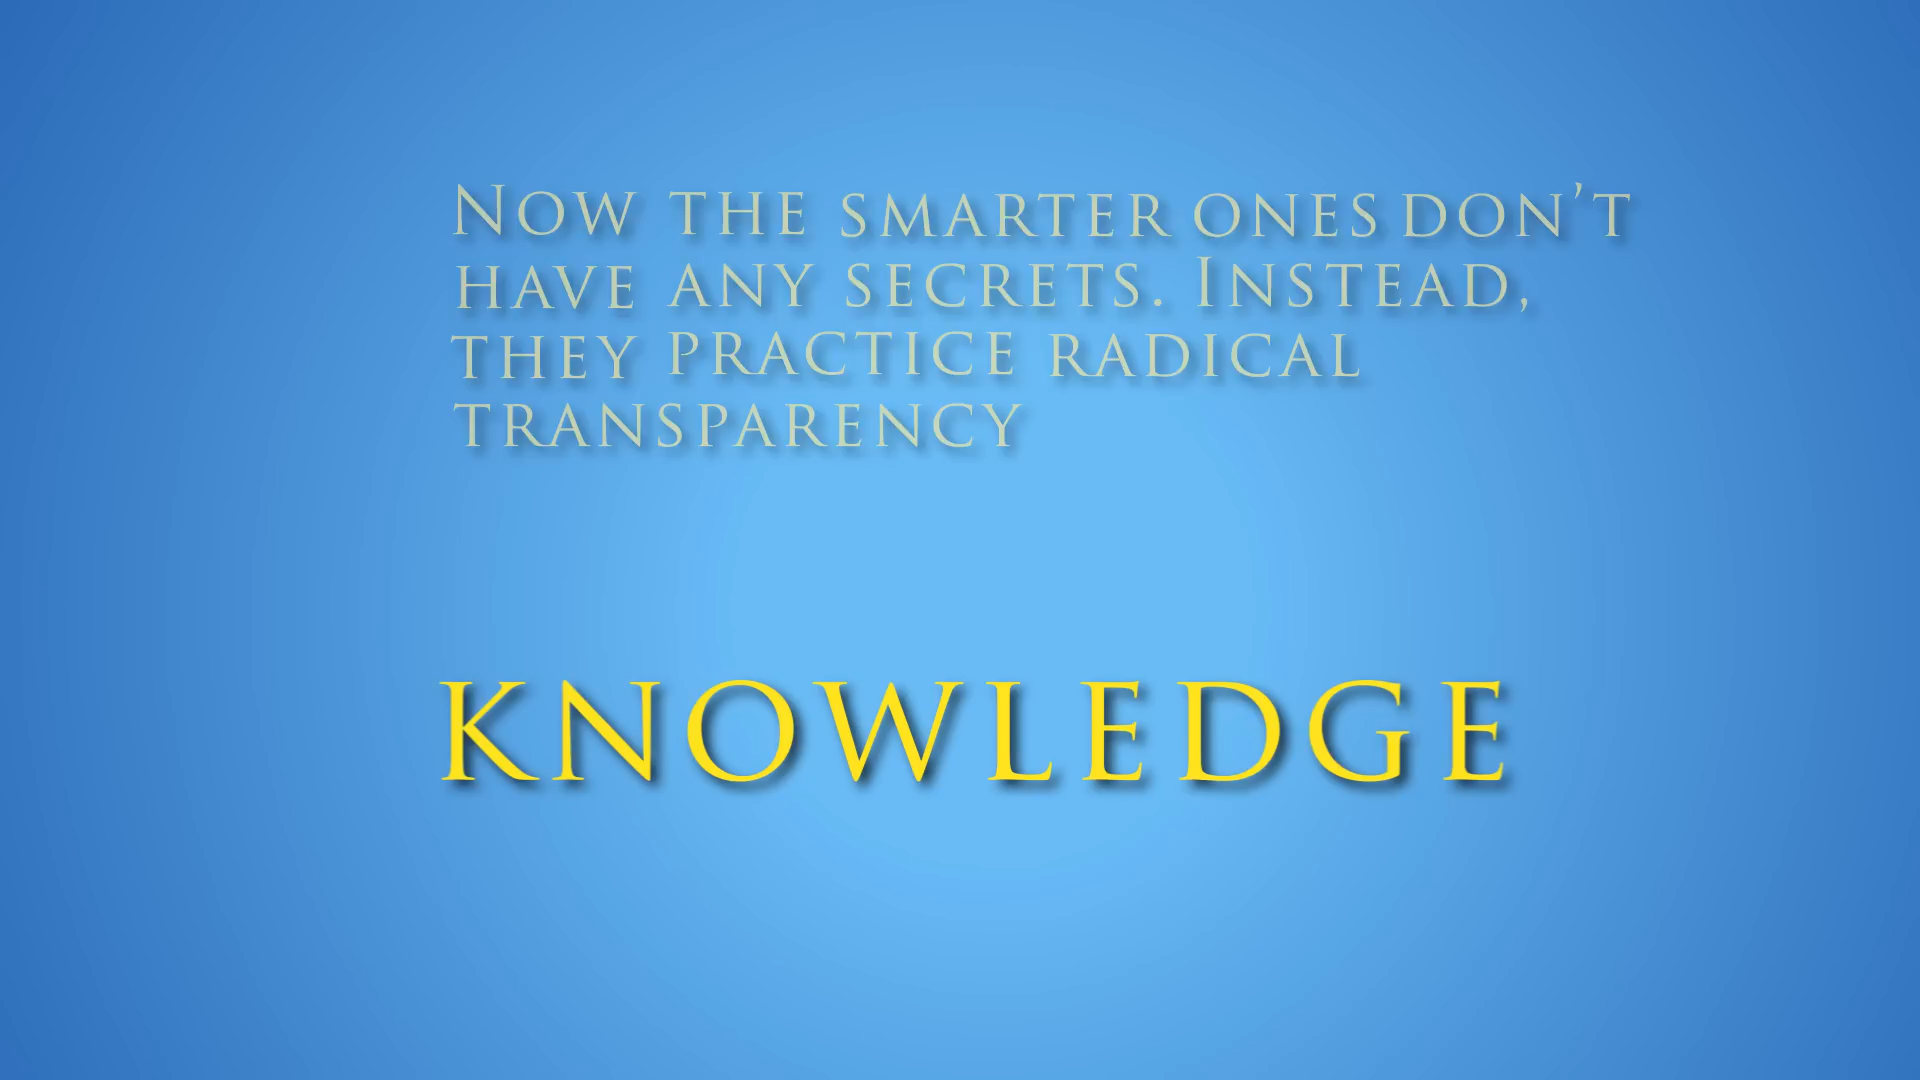 Now the smarter ones don't
have any secrets. Instead,
they practice radical
transparency
KNOWLEDGE